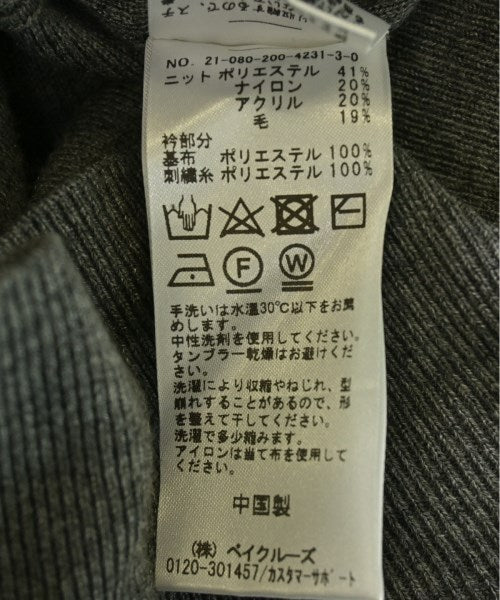 NO. 21-080-200-4231-3-0
ニット ポリエステル 41%
ナイロン 20%
アクリル 20%
毛 19%
衿部分
基布 ポリエステル 100%
刺繍糸 ポリエステル 100%
F W
手洗いは水温30℃以下をお薦
めします。
中性洗剤を使用してください。
タンブラー乾燥はお避けくだ
さい。
洗濯により収縮やねじれ、型
崩れすることがあるので、形
を整えて干してください。
洗濯で多少縮みます。
アイロンは当て布を使用して
ください。
中国製
(株) ベイクルーズ
0120-301457/カスタマーサポート